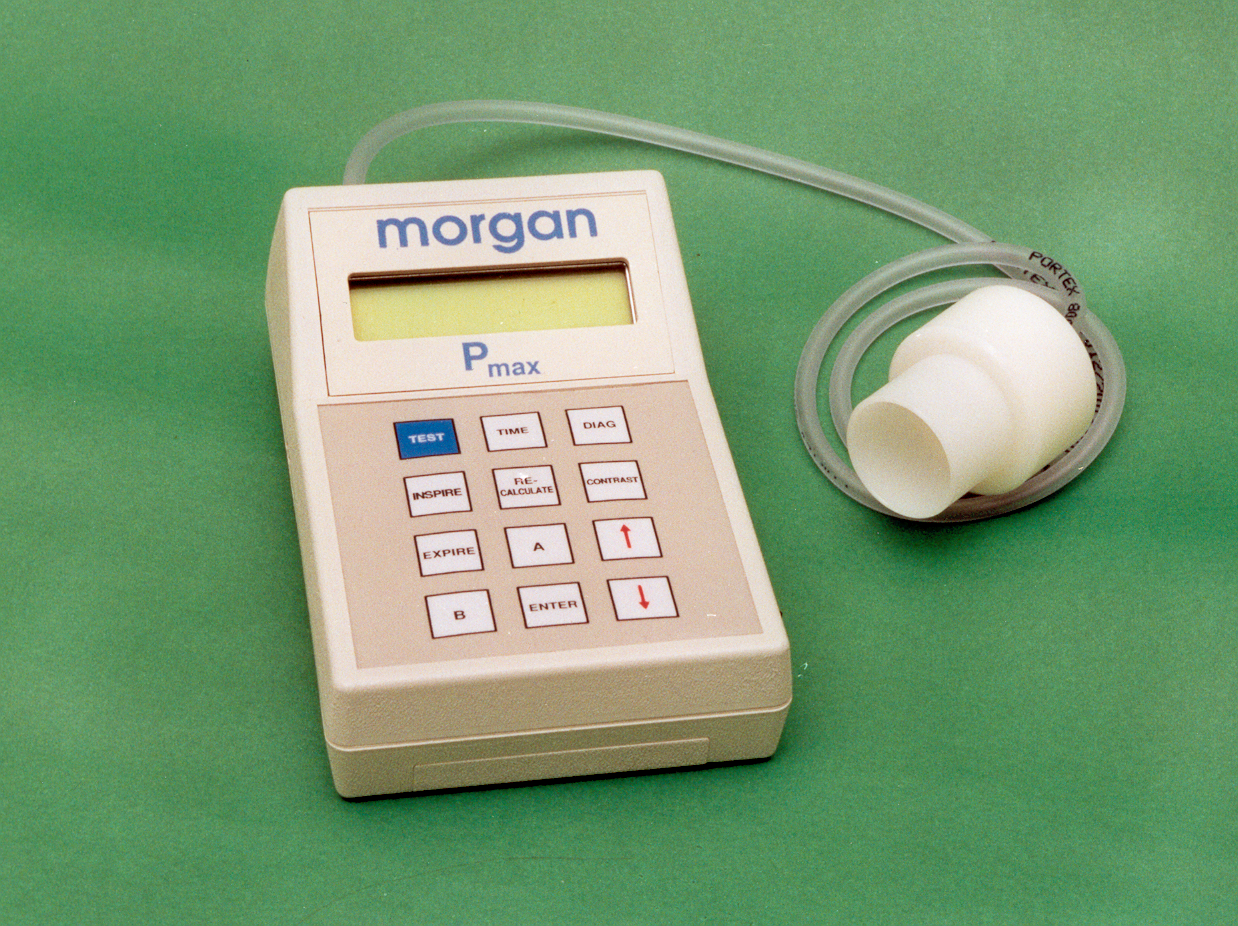 morgan
Pmax
TEST
TIME
DIAG
INSPIRE
RE-
CALCULATE
CONTRAST
EXPIRE
A
↑
B
ENTER
↓
PORTEX